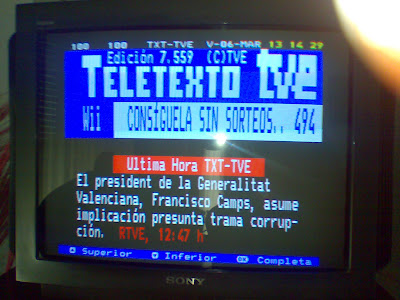 100 100 TXT-TVE V-06-MAR 13 14 29
Edición 7.559 (C)TVE
TELETEXTO tve
Wii CONSÍGUELA SIN SORTEOS.. 494
Ultima Hora TXT-TVE
El president de la Generalitat
Valenciana, Francisco Camps, asume
implicación presunta trama corrup-
ción. RTVE, 12:47 h
Superior Inferior OK Completa
SONY